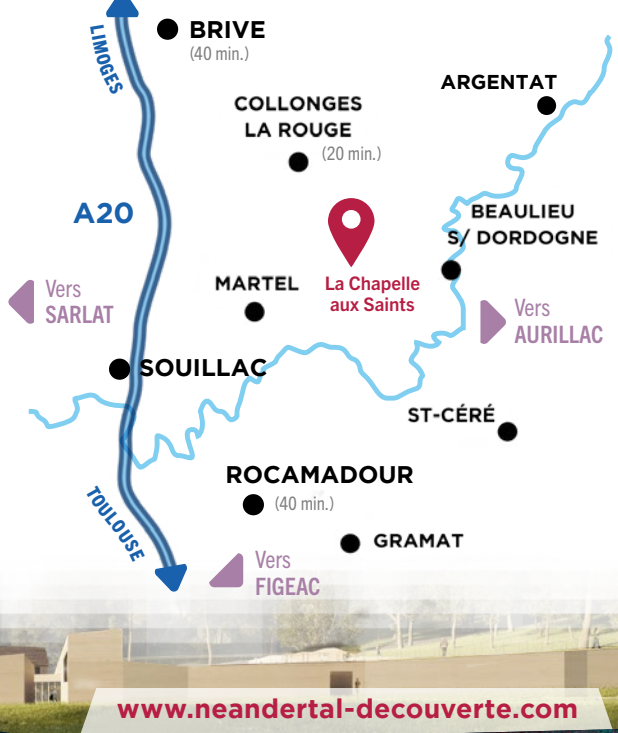 LIMOGES
BRIVE
(40 min.)
ARGENTAT
COLLONGES
LA ROUGE
(20 min.)
A20
BEAULIEU
S/ DORDOGNE
MARTEL
La Chapelle
aux Saints
Vers
SARLAT
Vers
AURILLAC
SOUILLAC
ST-CÉRÉ
ROCAMADOUR
(40 min.)
TOULOUSE
GRAMAT
Vers
FIGEAC
www.neandertal-decouverte.com